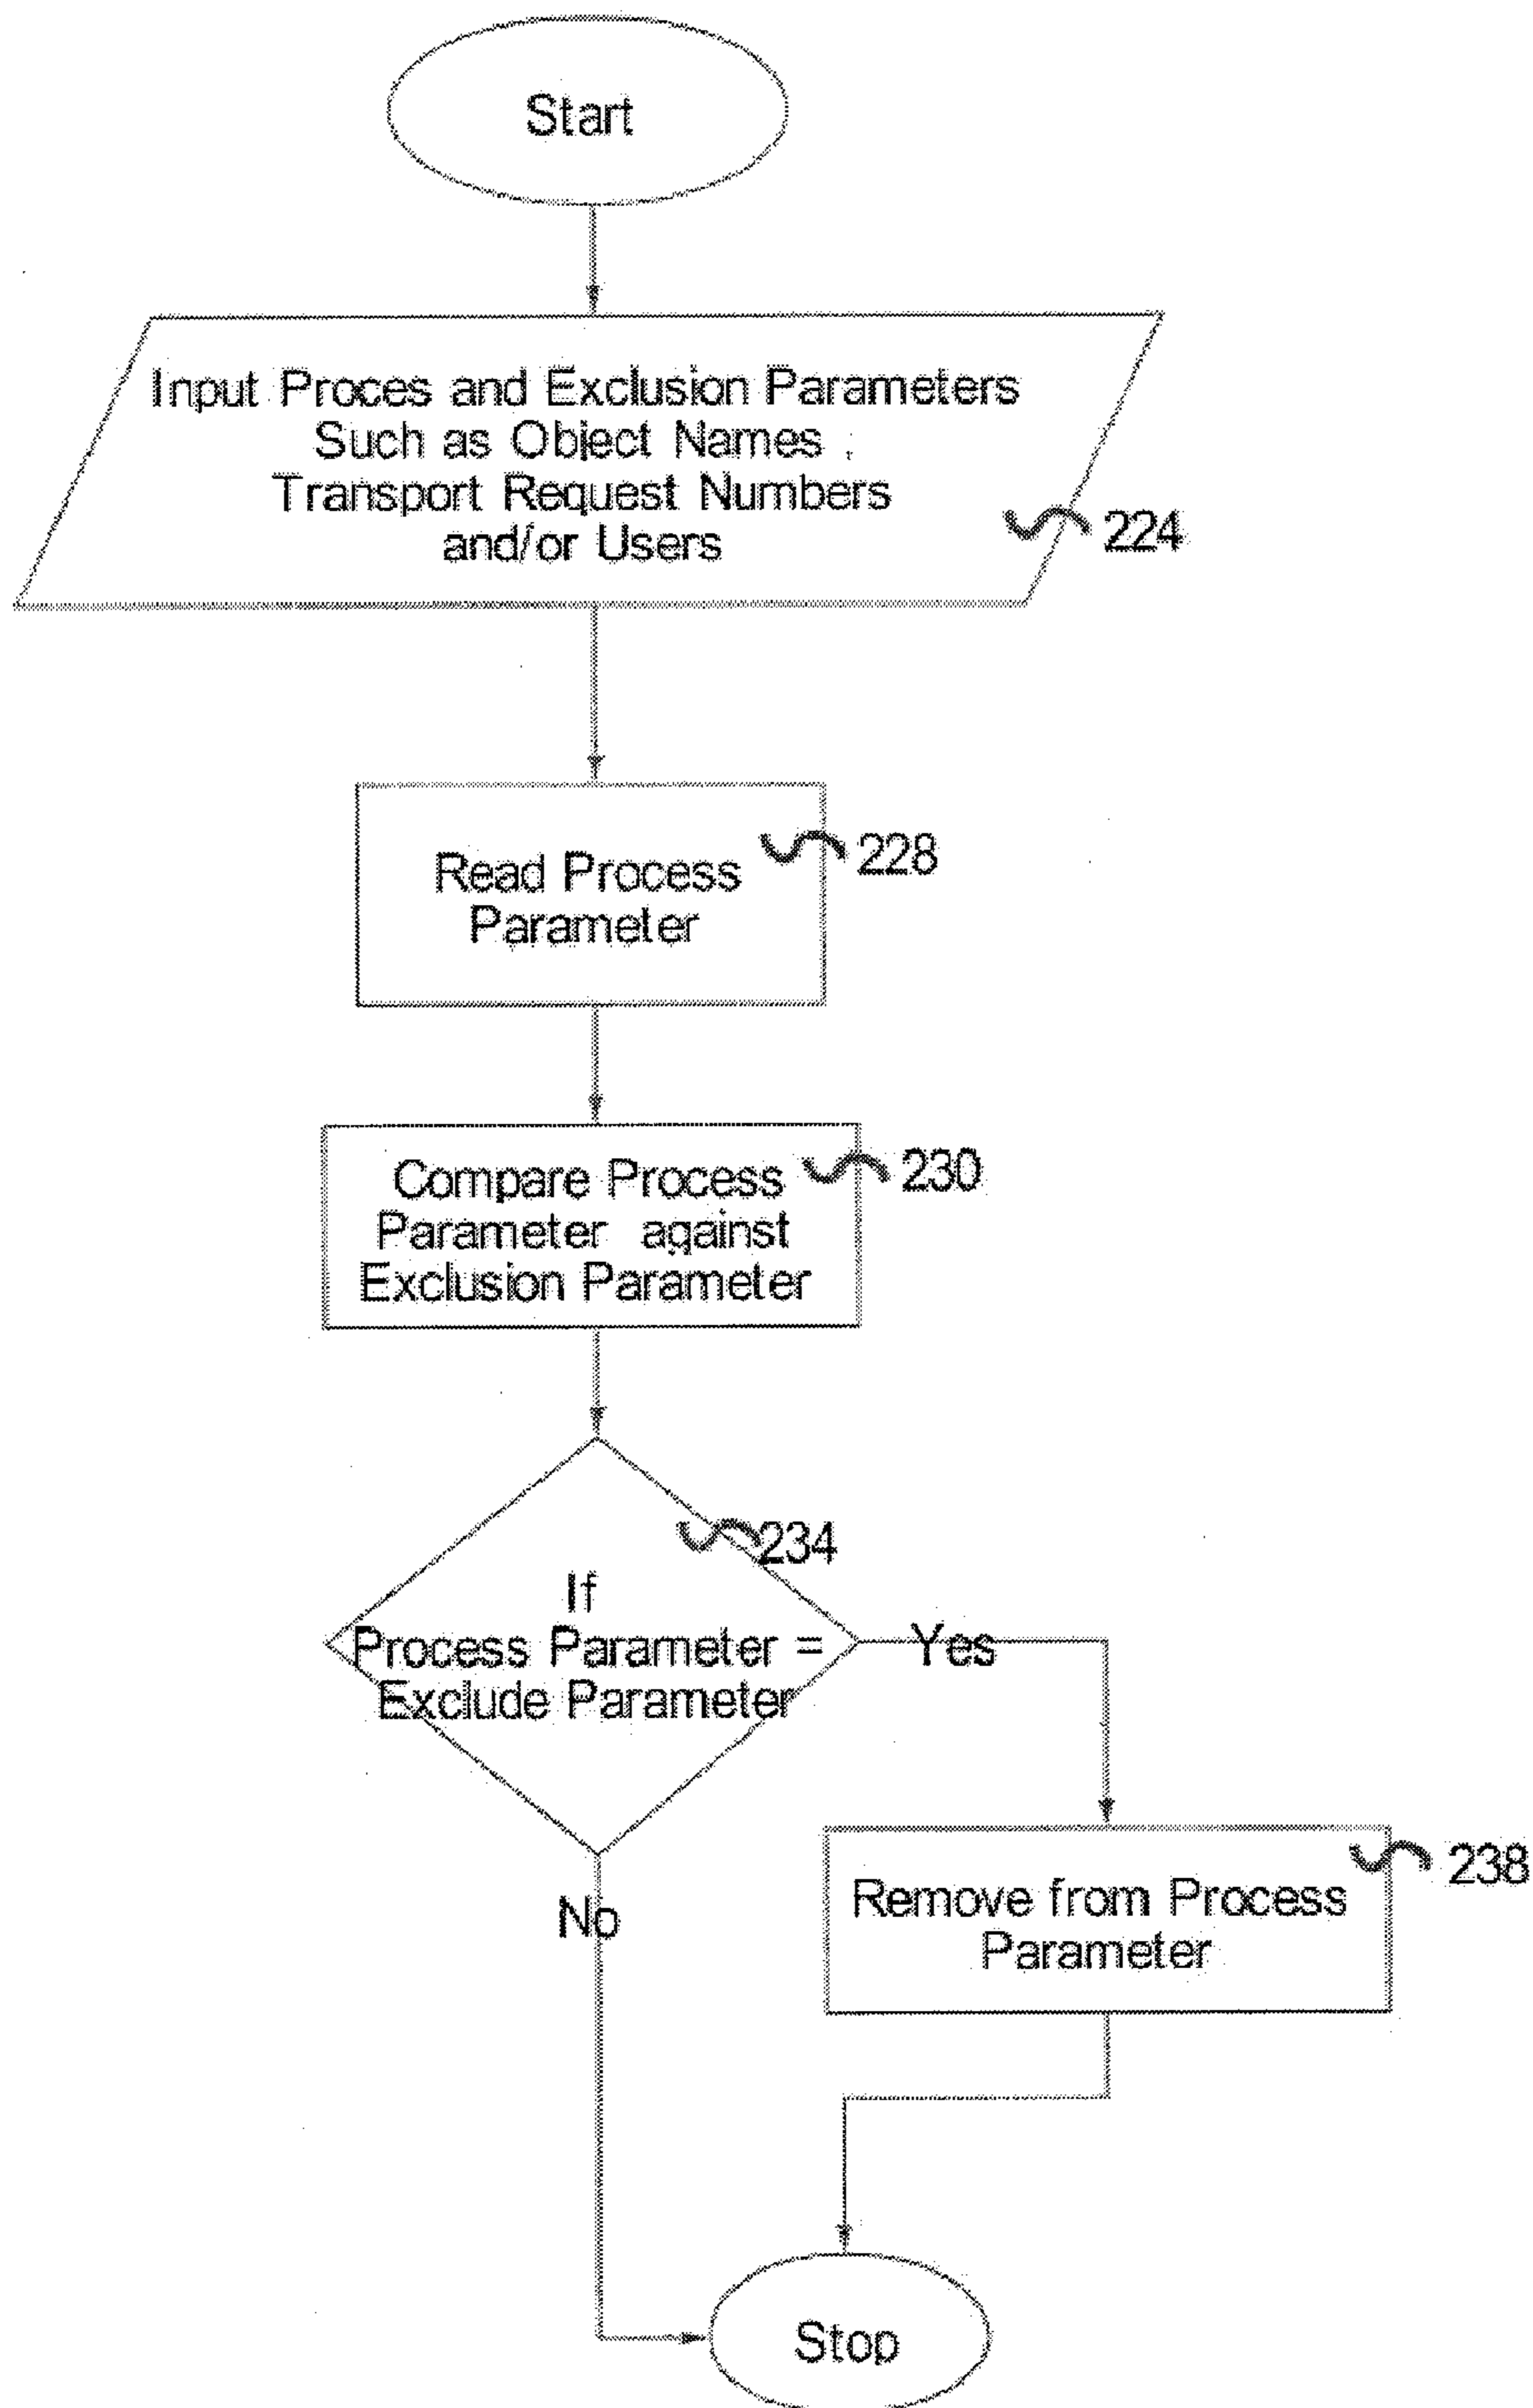 Start
Input Proces and Exclusion Parameters
Such as Object Names ,
Transport Request Numbers
and/or Users
224
Read Process
Parameter
228
Compare Process
Parameter against
Exclusion Parameter
230
234
If
Process Parameter =
Exclude Parameter
Yes
No
Remove from Process
Parameter
238
Stop